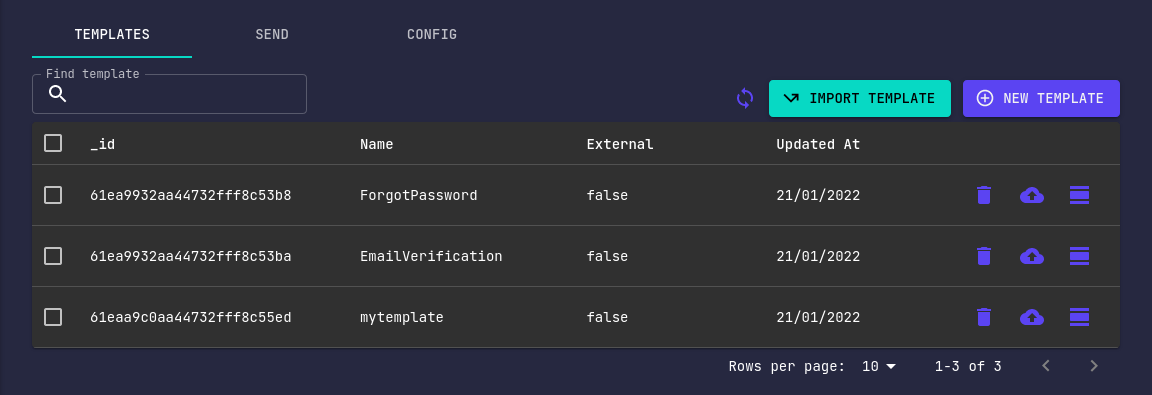 TEMPLATES SEND CONFIG
Find template
IMPORT TEMPLATE NEW TEMPLATE
_id Name External Updated At
61ea9932aa44732fff8c53b8 ForgotPassword false 21/01/2022
61ea9932aa44732fff8c53ba EmailVerification false 21/01/2022
61eaa9c0aa44732fff8c55ed mytemplate false 21/01/2022
Rows per page: 10 1-3 of 3